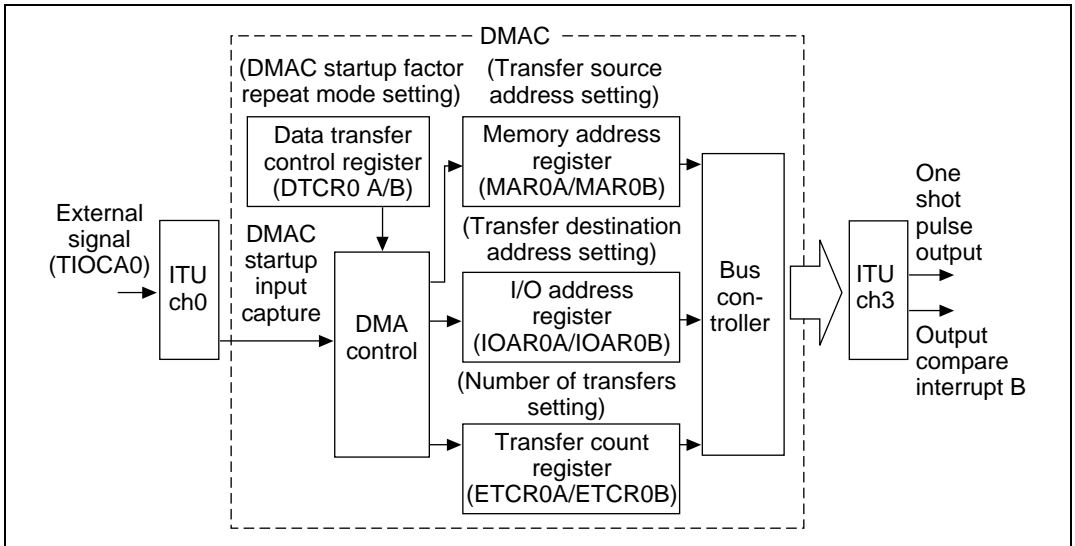 DMAC
(DMAC startup factor
repeat mode setting)
(Transfer source
address setting)
Data transfer
control register
(DTCR0 A/B)
Memory address
register
(MAR0A/MAR0B)
External
signal
(TIOCA0)
ITU
ch0
DMAC
startup
input
capture
DMA
control
(Transfer destination
address setting)
I/O address
register
(IOAR0A/IOAR0B)
(Number of transfers
setting)
Transfer count
register
(ETCR0A/ETCR0B)
Bus
con-
troller
ITU
ch3
One
shot
pulse
output
Output
compare
interrupt B